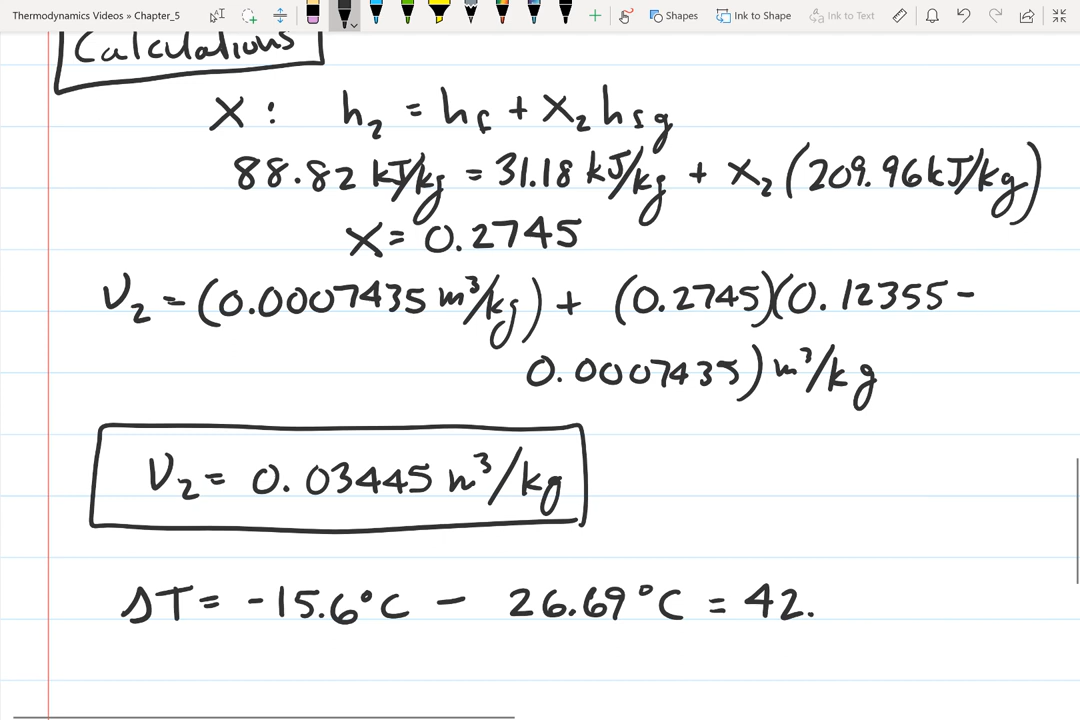 Thermodynamics Videos » Chapter_5
Shapes
Ink to Shape
Ink to Text
Calculations
X : h₂ = hf + X₂ hfg
88.82 kJ/kg = 31.18 kJ/kg + X₂ (209.96 kJ/kg)
X = 0.2745
V₂ = (0.0007435 m³/kg) + (0.2745)(0.12355 -
0.0007435) m³/kg
V₂ = 0.03445 m³/kg
ΔT = -15.6°C - 26.69°C = 42.